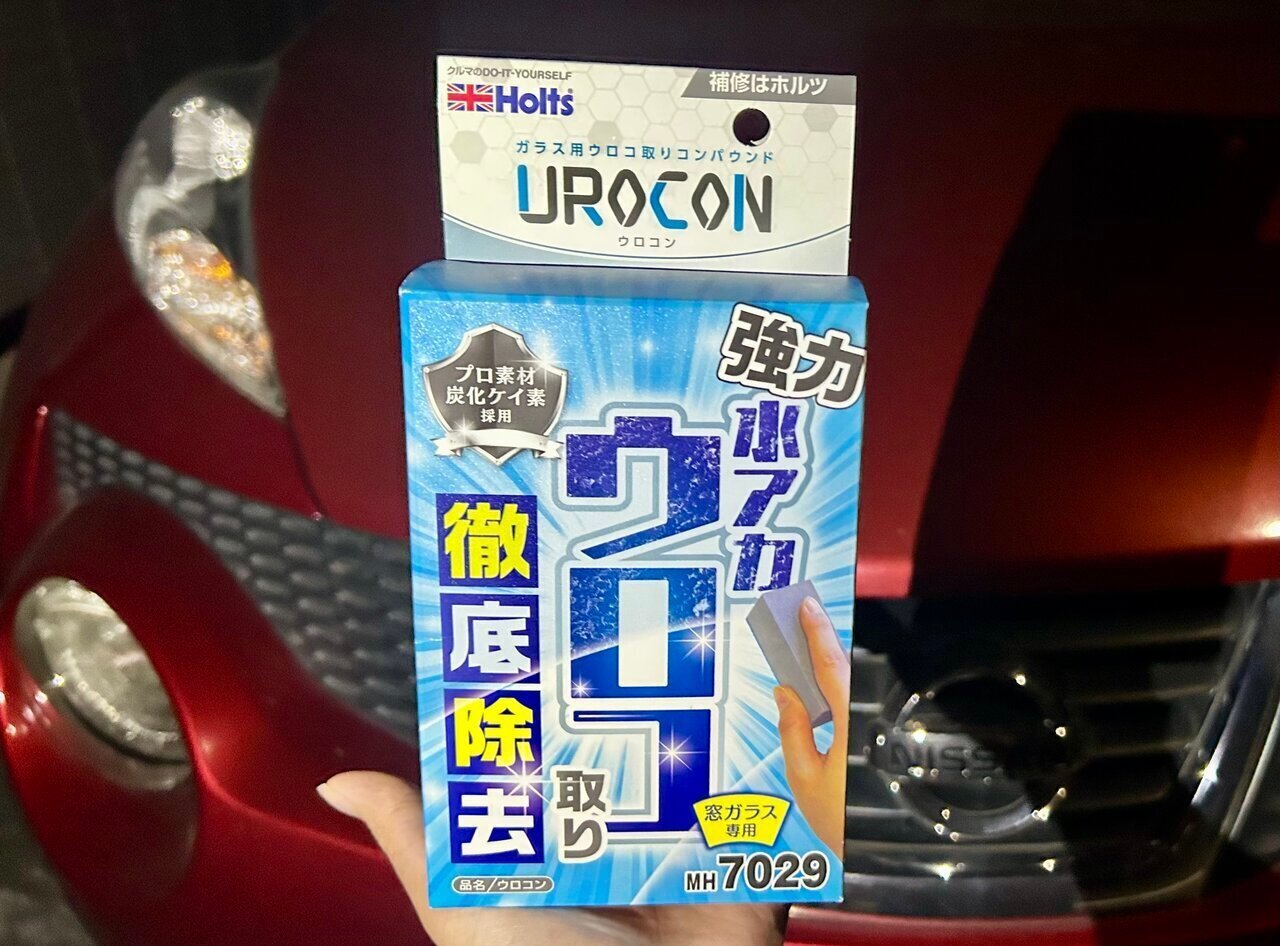 クルマのDO-IT-YOURSELF
Holts
補修はホルツ
ガラス用ウロコ取りコンパウンド
UROCON
ウロコン
プロ素材
炭化ケイ素
採用
強力
水アカ
ウロコ
取り
徹底除去
窓ガラス
専用
品名/ウロコン
MH7029
NISSAN